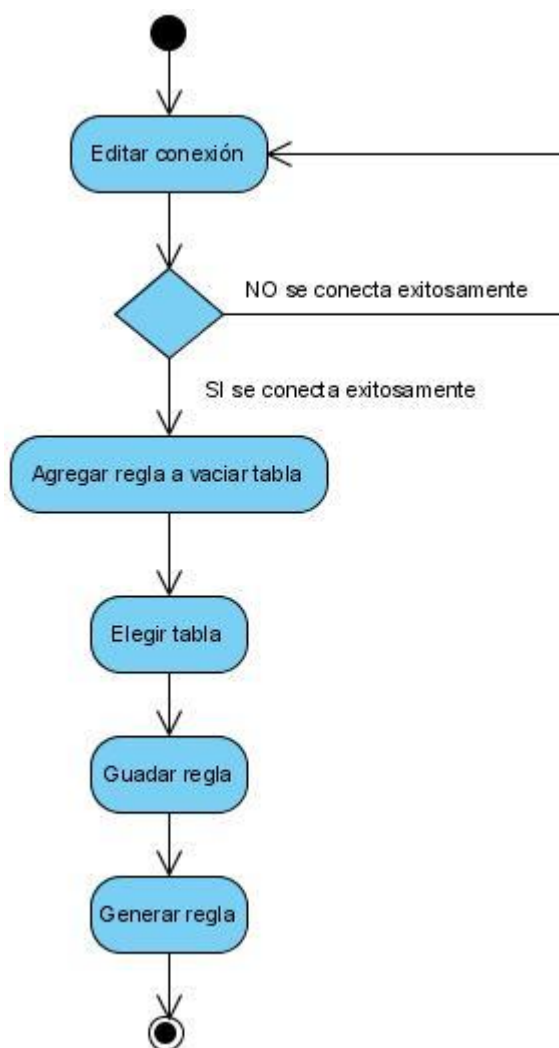 Editar conexión
NO se conecta exitosamente
SI se conecta exitosamente
Agregar regla a vaciar tabla
Elegir tabla
Guadar regla
Generar regla